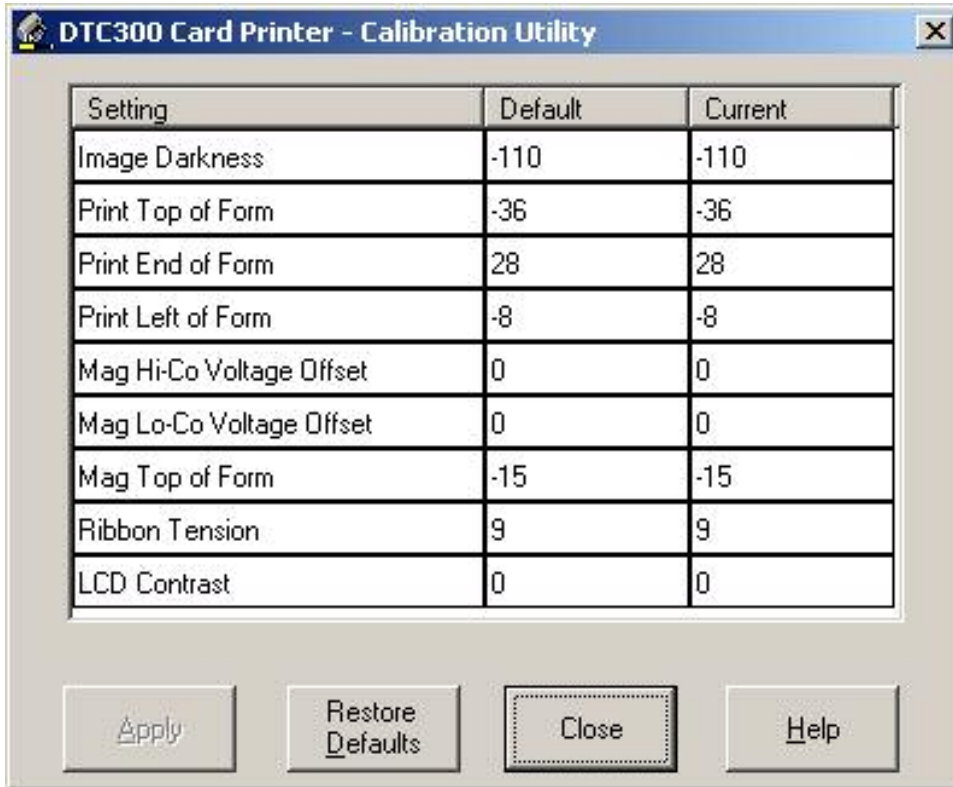 DTC300 Card Printer - Calibration Utility
Setting Default Current
Image Darkness -110 -110
Print Top of Form -36 -36
Print End of Form 28 28
Print Left of Form -8 -8
Mag Hi-Co Voltage Offset 0 0
Mag Lo-Co Voltage Offset 0 0
Mag Top of Form -15 -15
Ribbon Tension 9 9
LCD Contrast 0 0
Apply Restore Defaults Close Help